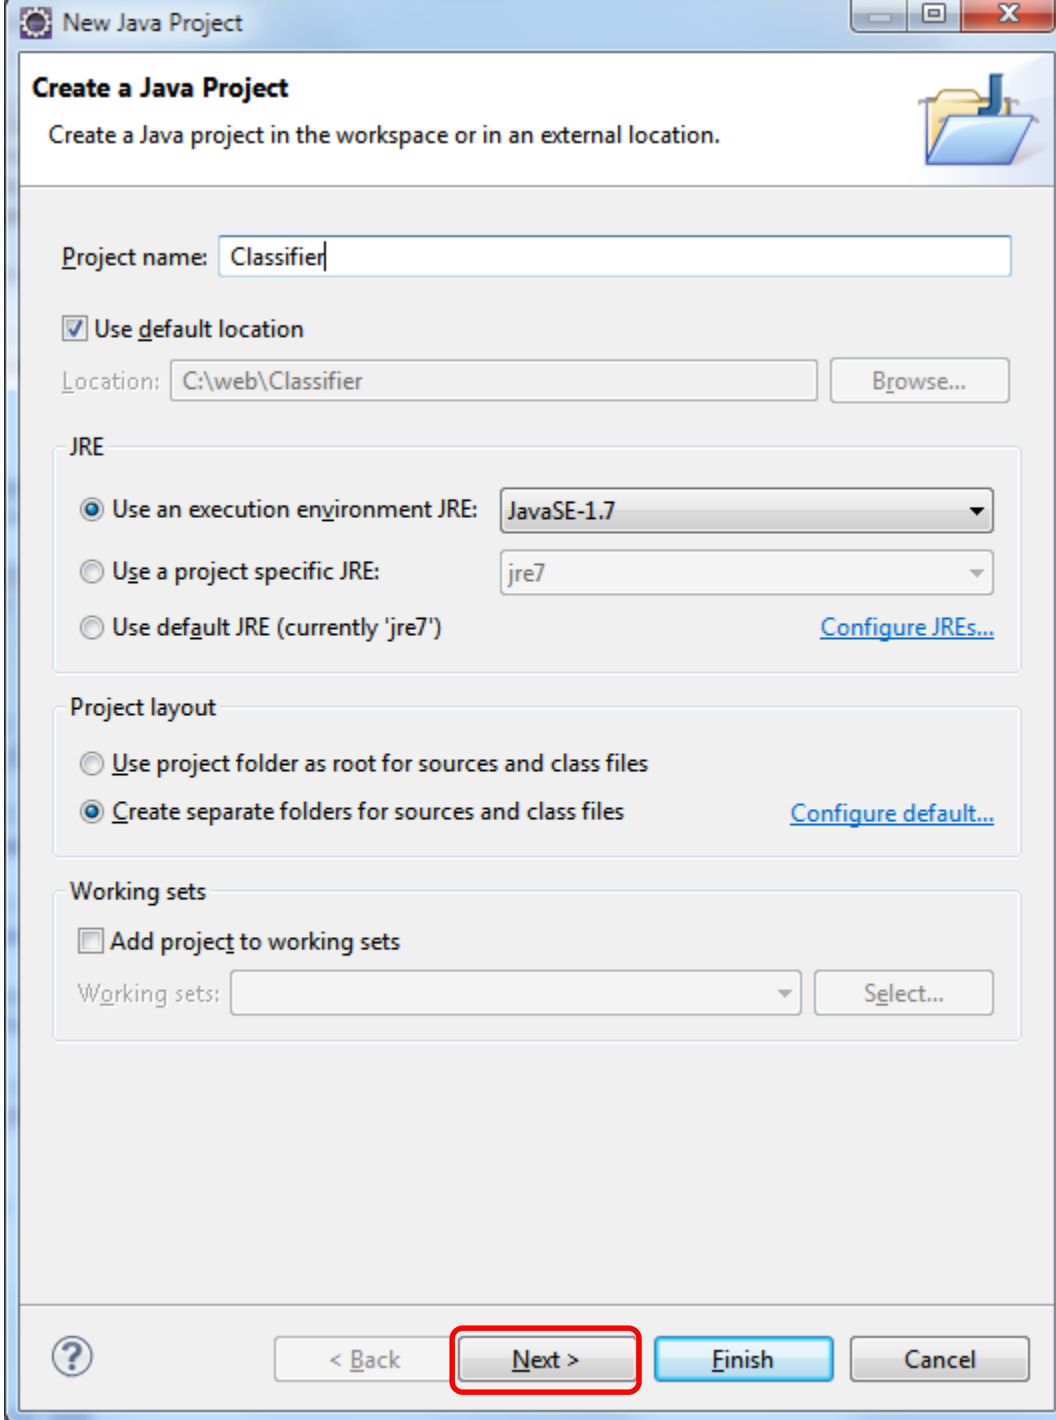 New Java Project
Create a Java Project
Create a Java project in the workspace or in an external location.
Project name: Classifier
Use default location
Location: C:\web\Classifier Browse...
JRE
Use an execution environment JRE: JavaSE-1.7
Use a project specific JRE: jre7
Use default JRE (currently 'jre7') Configure JREs...
Project layout
Use project folder as root for sources and class files
Create separate folders for sources and class files Configure default...
Working sets
Add project to working sets
Working sets: Select...
? < Back Next > Finish Cancel